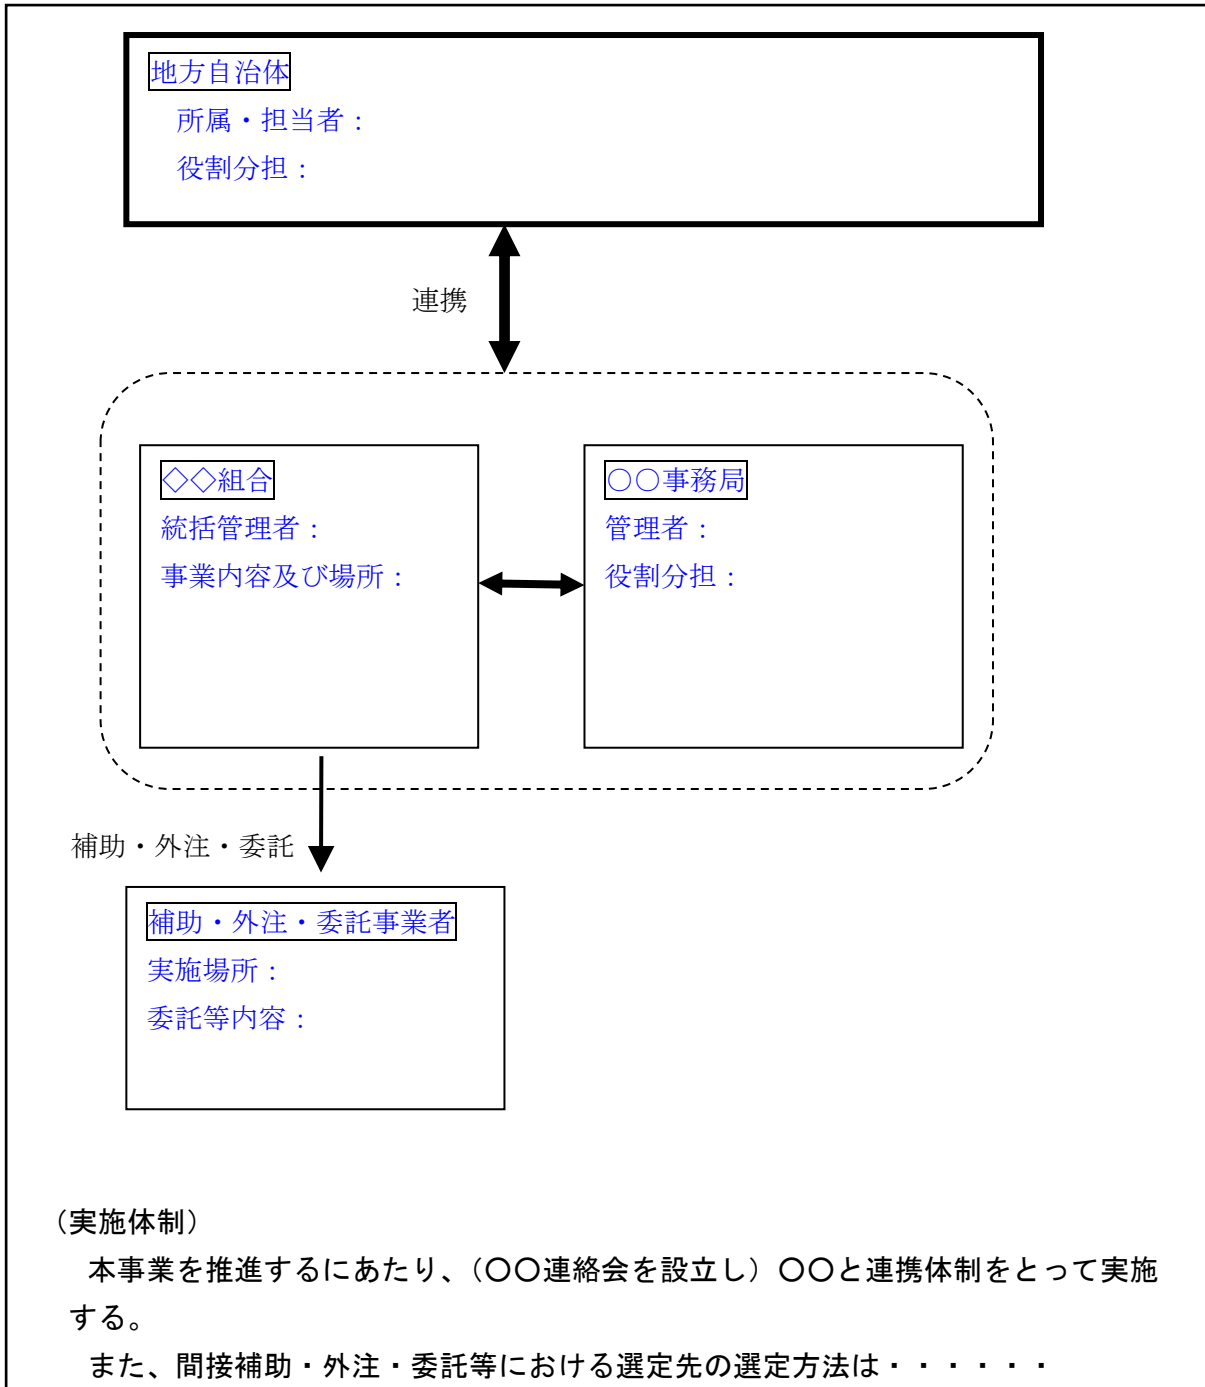 地方自治体
所属・担当者：
役割分担：
連携
◇◇組合
統括管理者：
事業内容及び場所：
○○事務局
管理者：
役割分担：
補助・外注・委託
補助・外注・委託事業者
実施場所：
委託等内容：
（実施体制）
本事業を推進するにあたり、（○○連絡会を設立し）○○と連携体制をとって実施
する。
また、間接補助・外注・委託等における選定先の選定方法は・・・・・・